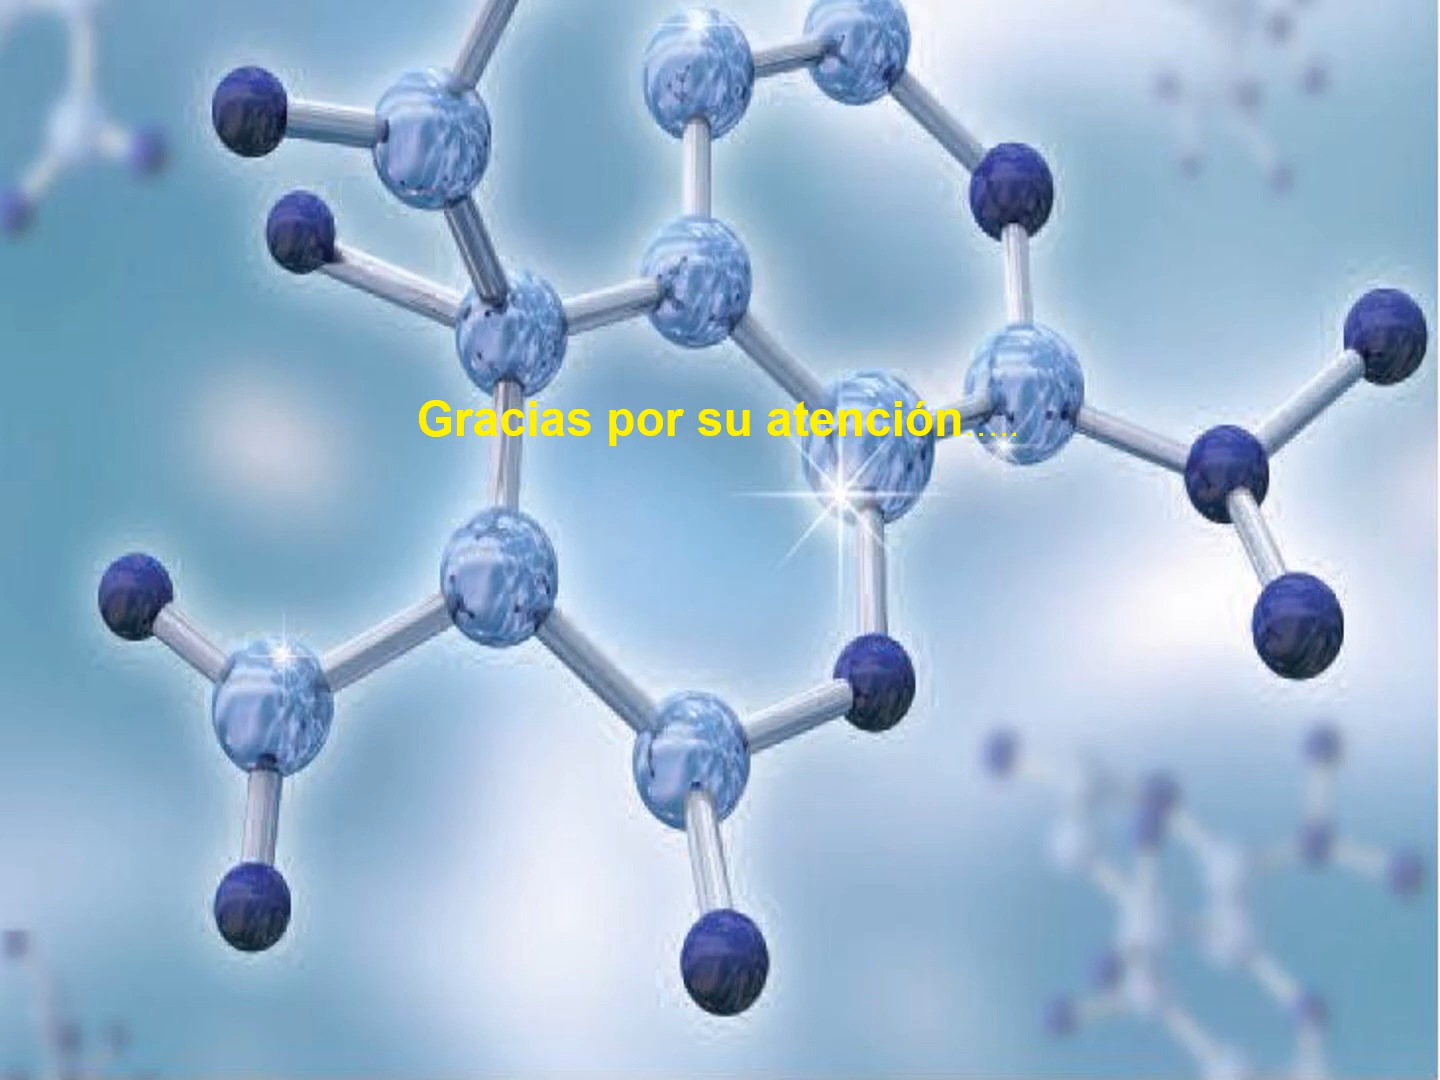 Gracias por su atención.....